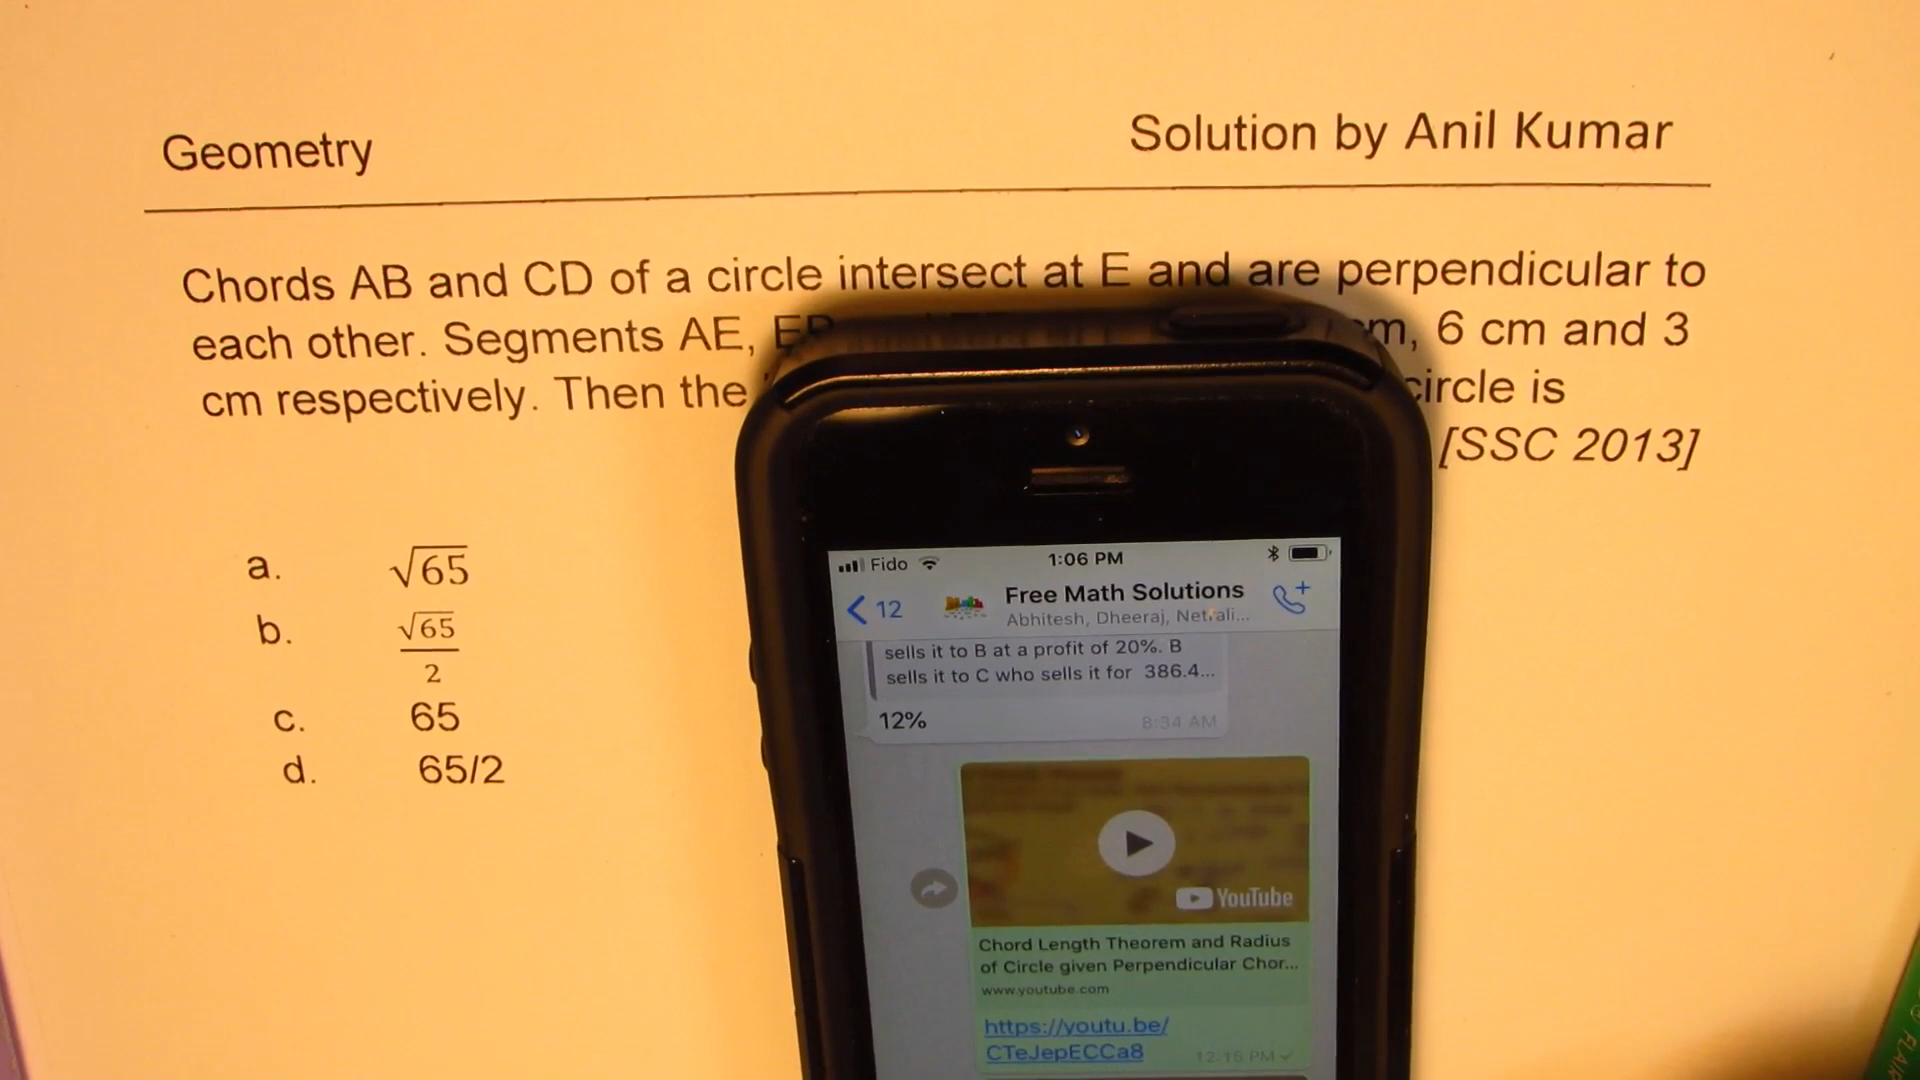 Geometry
Solution by Anil Kumar
Chords AB and CD of a circle intersect at E and are perpendicular to
each other. Segments AE, 6 cm and 3
cm respectively. Then the circle is
[SSC 2013]
a. √65
b. √65/2
c. 65
d. 65/2
Fido 1:06 PM
12 Free Math Solutions
Abhitesh, Dheeraj, Netrali...
sells it to B at a profit of 20%. B
sells it to C who sells it for 386.4...
12% 8:34 AM
YouTube
Chord Length Theorem and Radius
of Circle given Perpendicular Chor...
www.youtube.com
https://youtu.be/
CTeJepECCa8 12:15 PM